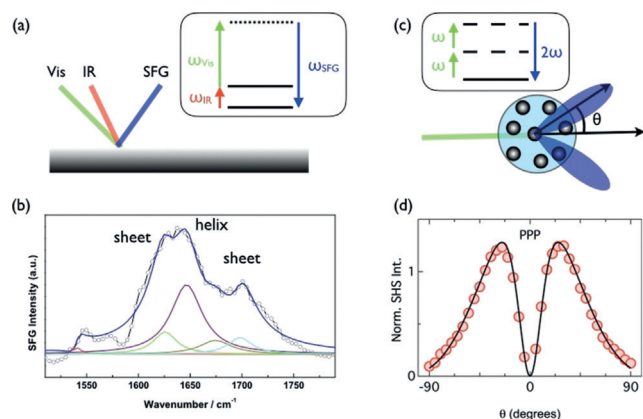 (a)
Vis IR SFG
ωVis
ωIR
ωSFG
(b)
sheet
helix
sheet
SFG intensity (a.u.)
1550 1600 1650 1700 1750
Wavenumber / cm⁻¹
(c)
ω
ω
2ω
θ
(d)
PPP
Norm. SHS Int.
1
0
-90 0 90
θ (degrees)